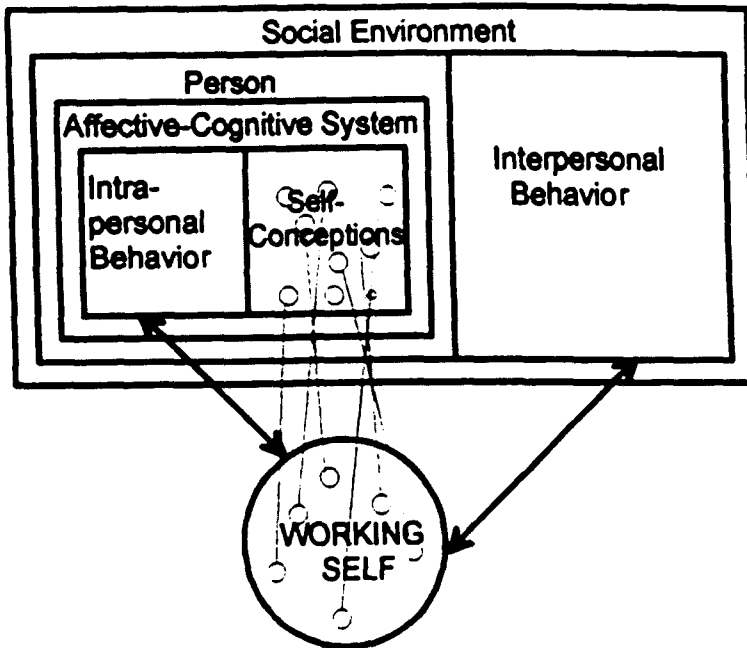 Social Environment
Person
Affective-Cognitive System
Intra-
personal
Behavior
Self-
Conceptions
Interpersonal
Behavior
WORKING
SELF